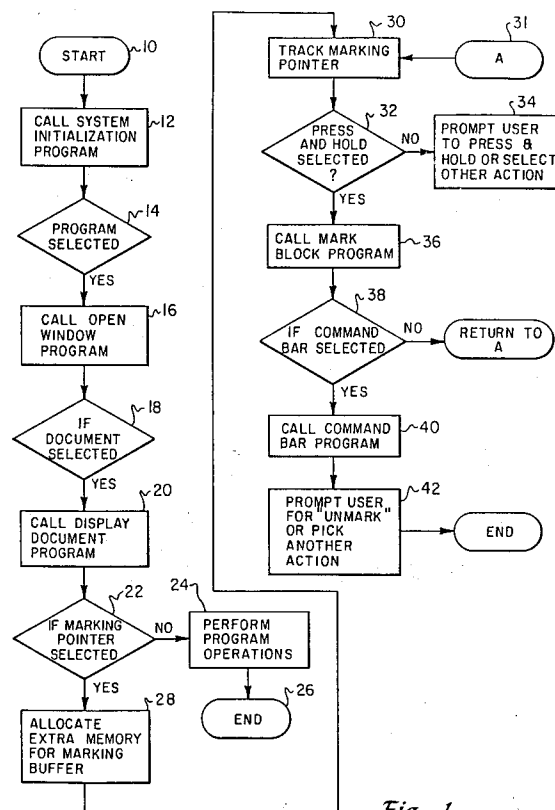 START
10
CALL SYSTEM
INITIALIZATION
PROGRAM
12
PROGRAM
SELECTED
14
YES
CALL OPEN
WINDOW
PROGRAM
16
IF
DOCUMENT
SELECTED
18
YES
CALL DISPLAY
DOCUMENT
PROGRAM
20
IF MARKING
POINTER
SELECTED
22
NO
YES
PERFORM
PROGRAM
OPERATIONS
24
END
26
ALLOCATE
EXTRA MEMORY
FOR MARKING
BUFFER
28
TRACK MARKING
POINTER
30
A
31
PRESS
AND HOLD
SELECTED
?
32
NO
YES
PROMPT USER
TO PRESS &
HOLD OR SELECT
OTHER ACTION
34
CALL MARK
BLOCK PROGRAM
36
IF COMMAND
BAR SELECTED
38
NO
YES
RETURN TO
A
CALL COMMAND
BAR PROGRAM
40
PROMPT USER
FOR "UNMARK"
OR PICK
ANOTHER
ACTION
42
END